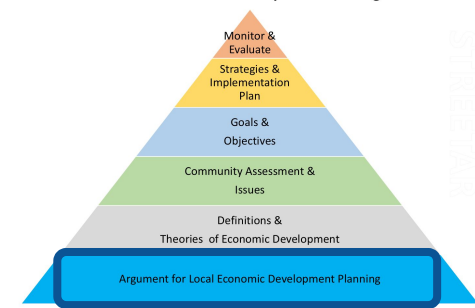 Monitor &
Evaluate
Strategies &
Implementation
Plan
Goals &
Objectives
Community Assessment &
Issues
Definitions &
Theories of Economic Development
Argument for Local Economic Development Planning